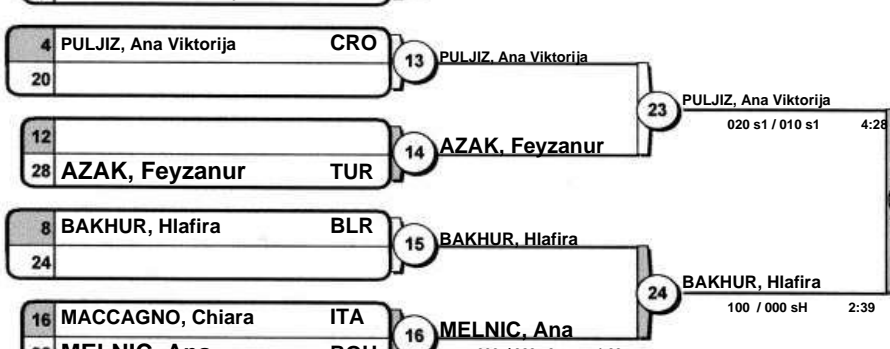 4 PULJIZ, Ana Viktorija CRO
20
13 PULJIZ, Ana Viktorija
12
28 AZAK, Feyzanur TUR
14 AZAK, Feyzanur
23 PULJIZ, Ana Viktorija
020 s1 / 010 s1 4:28
8 BAKHUR, Hlafira BLR
24
15 BAKHUR, Hlafira
16 MACCAGNO, Chiara ITA
MELNIC, Ana
16 MELNIC, Ana
24 BAKHUR, Hlafira
100 / 000 sH 2:39